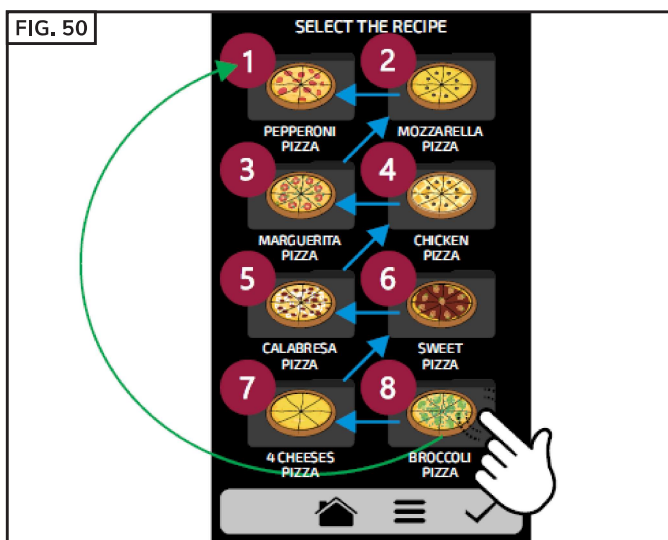 FIG. 50
SELECT THE RECIPE
1
2
PEPPERONI
PIZZA
MOZZARELLA
PIZZA
3
4
MARGUERITA
PIZZA
CHICKEN
PIZZA
5
6
CALABRESA
PIZZA
SWEET
PIZZA
7
8
4 CHEESES
PIZZA
BROCCOLI
PIZZA